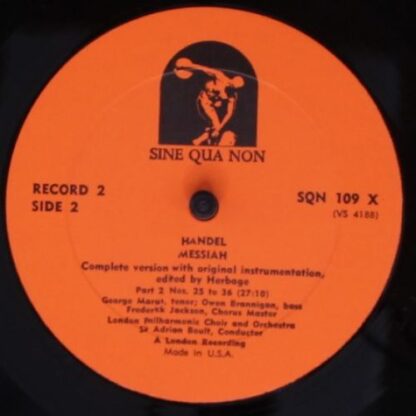 SINE QUA NON
RECORD 2
SIDE 2
SQN 109 X
(VS 4188)
HANDEL
MESSIAH
Complete version with original instrumentation,
edited by Herbage
Part 2 Nos. 25 to 36 (27:18)
George Maran, tenor; Owen Brannigan, bass
Frederik Jackson, Chorus Master
London Philharmonic Choir and Orchestra
Sir Adrian Boult, Conductor
A London Recording
Made in U.S.A.